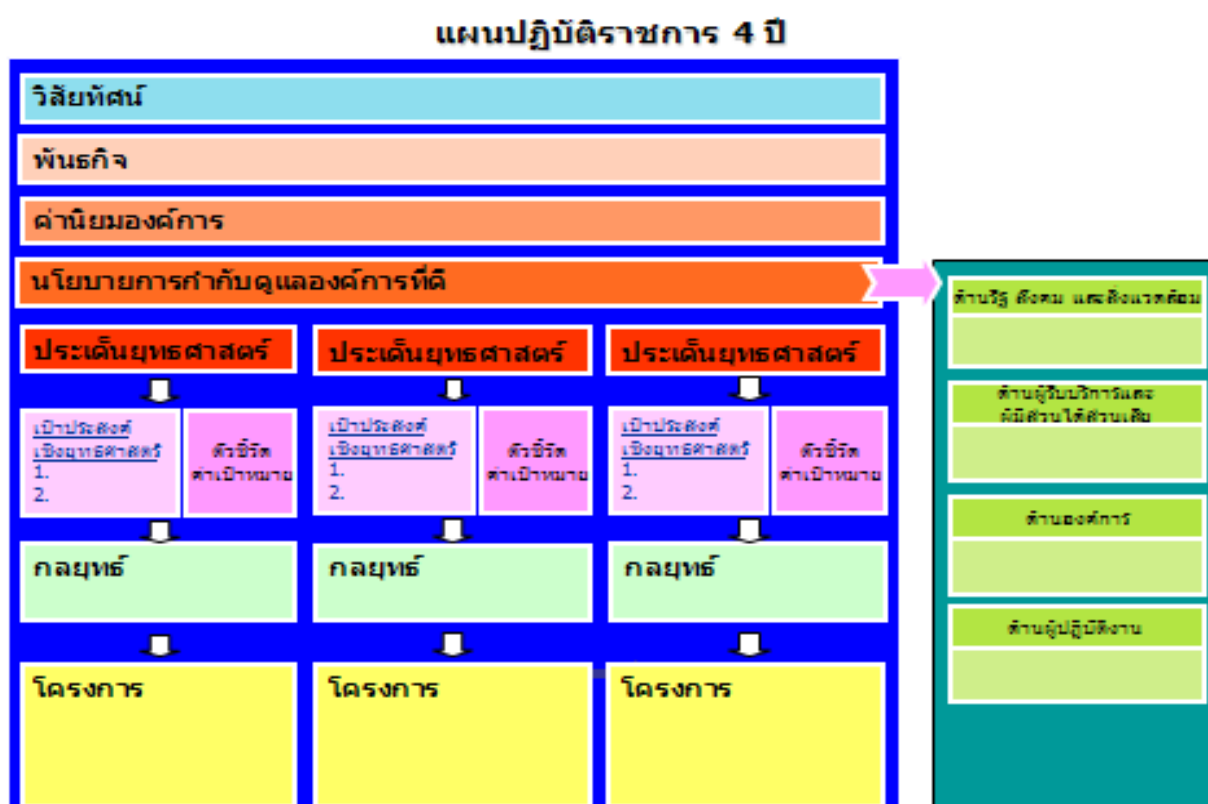 แผนปฏิบัติราชการ 4 ปี
วิสัยทัศน์
พันธกิจ
ค่านิยมองค์การ
นโยบายการกำกับดูแลองค์การที่ดี
ประเด็นยุทธศาสตร์
ประเด็นยุทธศาสตร์
ประเด็นยุทธศาสตร์
เป้าประสงค์
เชิงยุทธศาสตร์
1.
2.
ตัวชี้วัด
ค่าเป้าหมาย
เป้าประสงค์
เชิงยุทธศาสตร์
1.
2.
ตัวชี้วัด
ค่าเป้าหมาย
เป้าประสงค์
เชิงยุทธศาสตร์
1.
2.
ตัวชี้วัด
ค่าเป้าหมาย
กลยุทธ์
กลยุทธ์
กลยุทธ์
โครงการ
โครงการ
โครงการ
ด้านรัฐ สังคม และสิ่งแวดล้อม
ด้านผู้รับบริการและ
ผู้มีส่วนได้ส่วนเสีย
ด้านองค์การ
ด้านผู้ปฏิบัติงาน